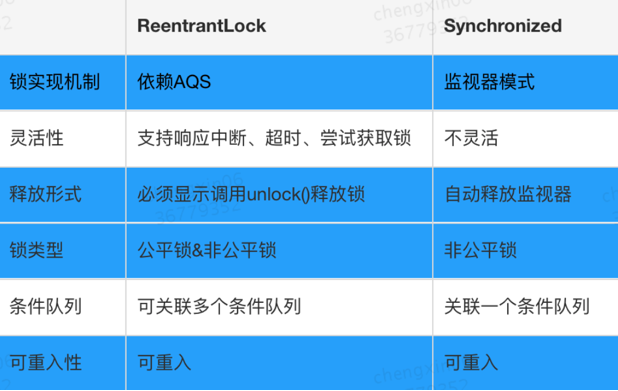 ReentrantLock Synchronized
锁实现机制 依赖AQS 监视器模式
灵活性 支持响应中断、超时、尝试获取锁 不灵活
释放形式 必须显示调用unlock()释放锁 自动释放监视器
锁类型 公平锁&非公平锁 非公平锁
条件队列 可关联多个条件队列 关联一个条件队列
可重入性 可重入 可重入